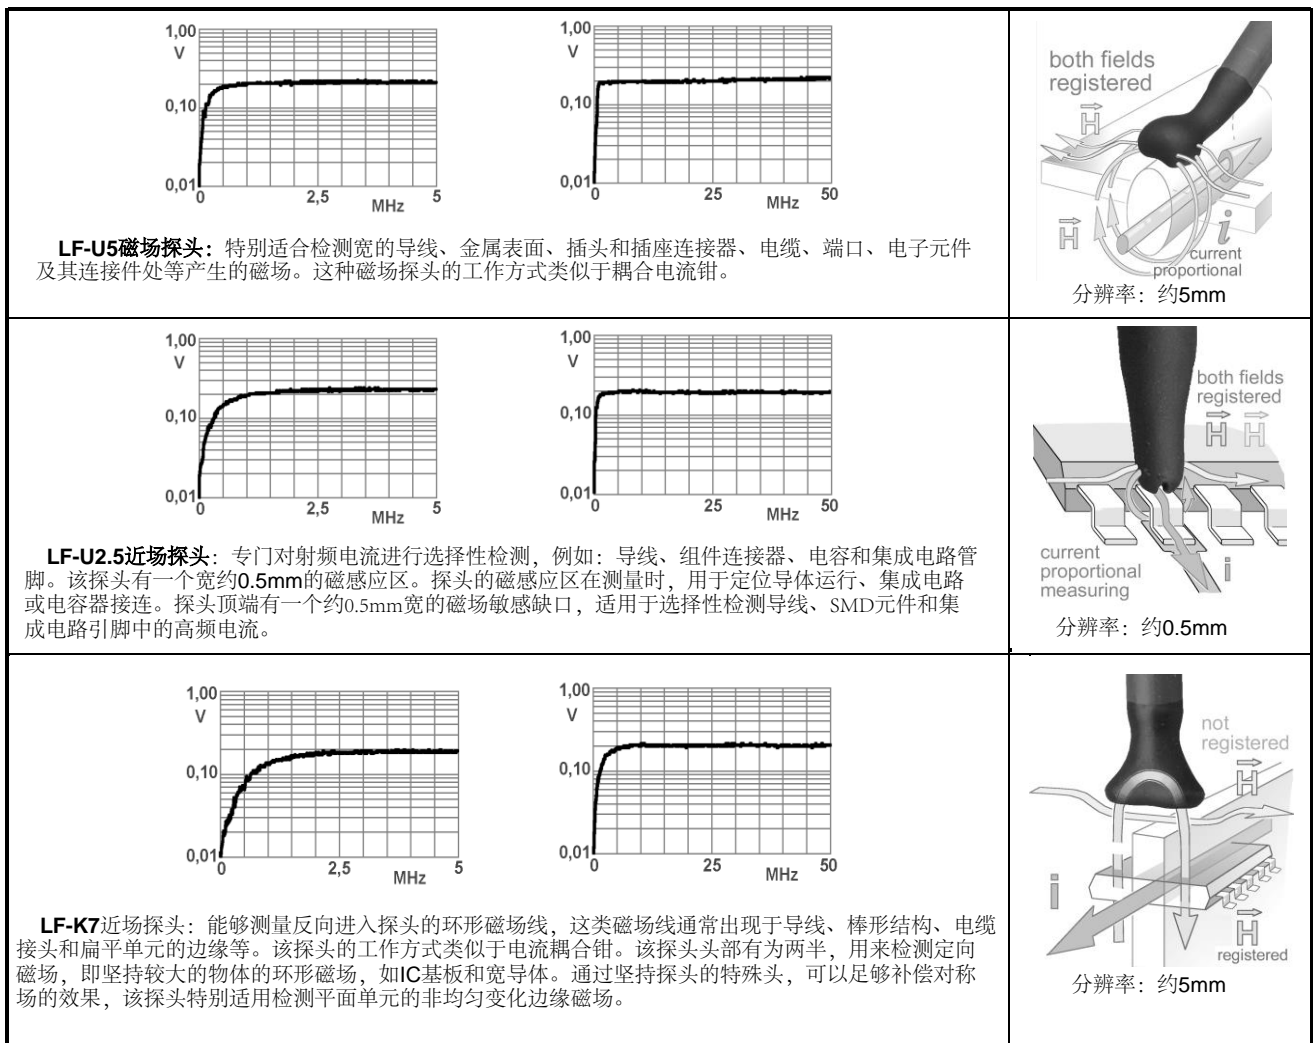 1,00
V
0,10
0,01
0
2,5
MHz
5
1,00
V
0,10
0,01
0
25
MHz
50
LF-U5磁场探头：特别适合检测宽的导线、金属表面、插头和插座连接器、电缆、端口、电子元件
及其连接件处等产生的磁场。这种磁场探头的工作方式类似于耦合电流钳。
both fields
registered
H
H
i
current
proportional
分辨率：约5mm
1,00
V
0,10
0,01
0
2,5
MHz
5
1,00
V
0,10
0,01
0
25
MHz
50
LF-U2.5近场探头：专门对射频电流进行选择性检测，例如：导线、组件连接器、电容和集成电路管
脚。该探头有一个宽约0.5mm的磁感应区。探头的磁感应区在测量时，用于定位导体运行、集成电路
或电容器接连。探头顶端有一个约0.5mm宽的磁场敏感缺口，适用于选择性检测导线、SMD元件和集
成电路引脚中的高频电流。
both fields
registered
H H
current
proportional
measuring
i
分辨率：约0.5mm
1,00
V
0,10
0,01
0
2,5
MHz
5
1,00
V
0,10
0,01
0
25
MHz
50
LF-K7近场探头：能够测量反向进入探头的环形磁场线，这类磁场线通常出现于导线、棒形结构、电缆
接头和扁平单元的边缘等。该探头的工作方式类似于电流耦合钳。该探头头部有为两半，用来检测定向
磁场，即坚持较大的物体的环形磁场，如IC基板和宽导体。通过坚持探头的特殊头，可以足够补偿对称
场的效果，该探头特别适用检测平面单元的非均匀变化边缘磁场。
not
registered
H
i
H
registered
分辨率：约5mm